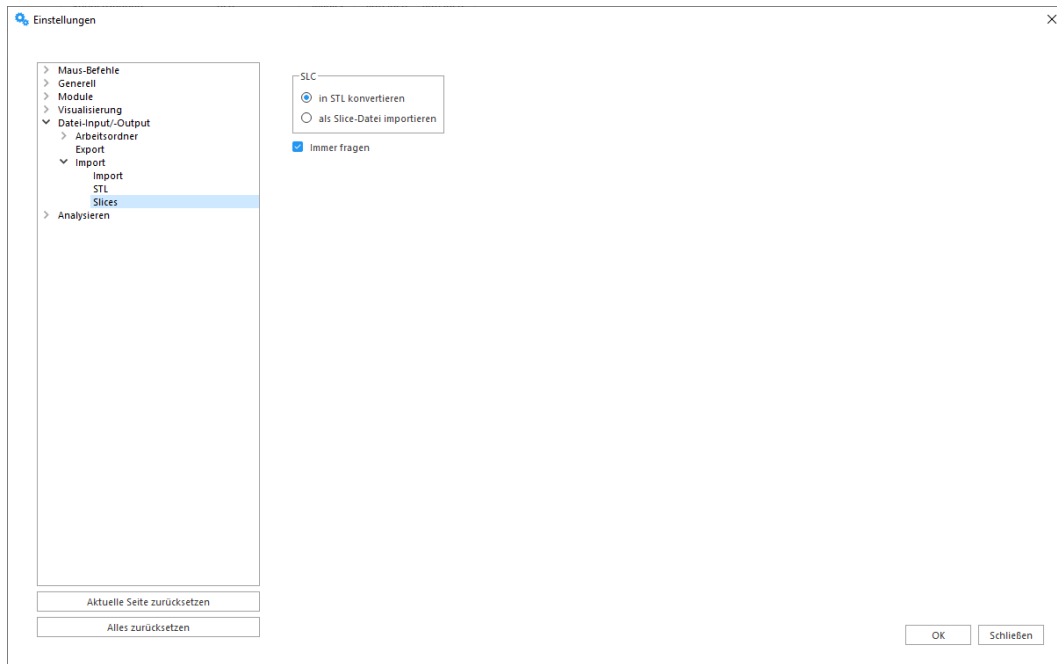 Einstellungen
Maus-Befehle
Generell
Module
Visualisierung
Datei-Input/-Output
Arbeitsordner
Export
Import
Import
STL
Slices
Analysieren
SLC
in STL konvertieren
als Slice-Datei importieren
Immer fragen
Aktuelle Seite zurücksetzen
Alles zurücksetzen
OK
Schließen